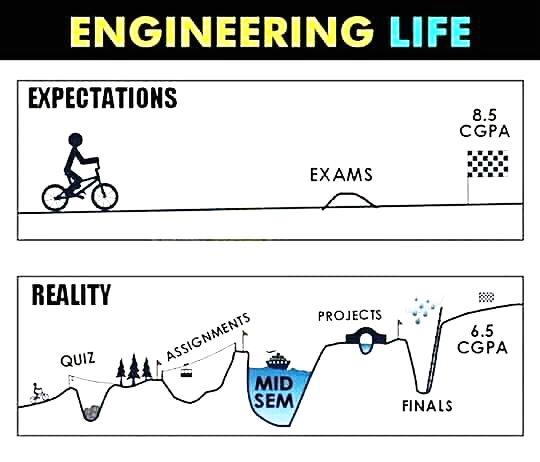 ENGINEERING LIFE
EXPECTATIONS
8.5
CGPA
EXAMS
REALITY
QUIZ
ASSIGNMENTS
MID
SEM
PROJECTS
FINALS
6.5
CGPA